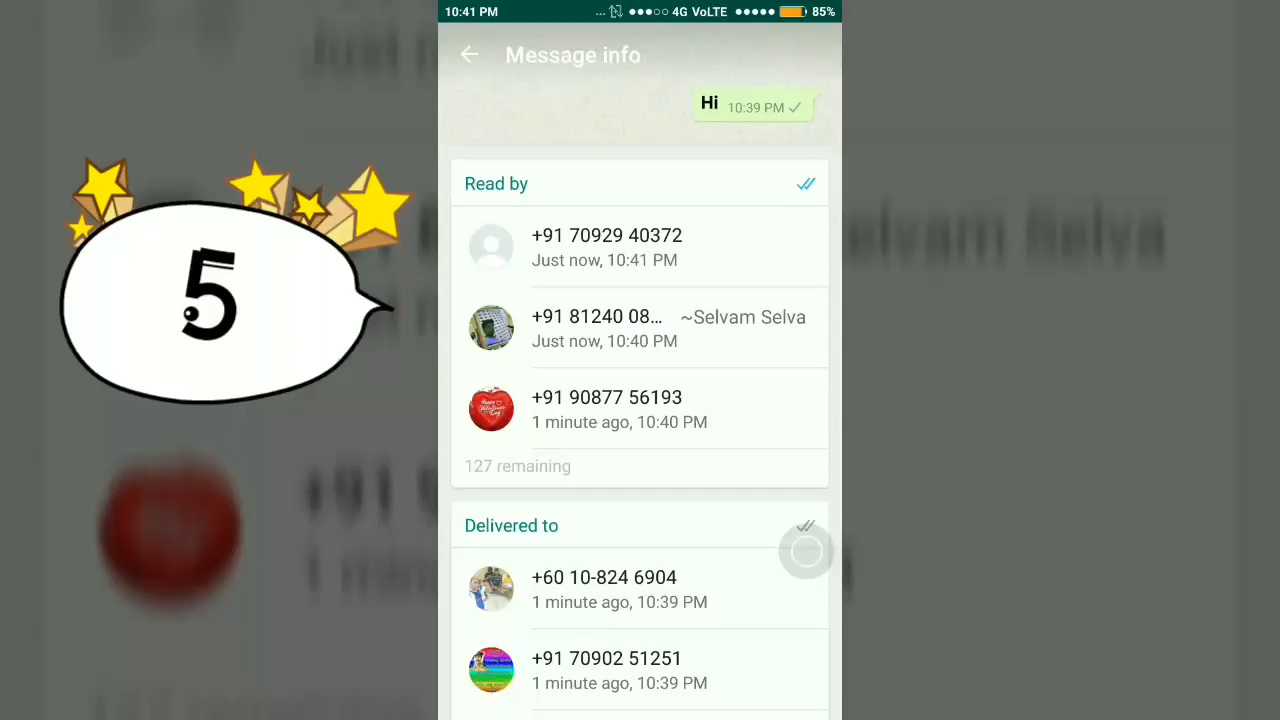 10:41 PM ... 4G VoLTE 85%
Message info
Hi 10:39 PM
5
Read by
+91 70929 40372
Just now, 10:41 PM
+91 81240 08... ~Selvam Selva
Just now, 10:40 PM
+91 90877 56193
1 minute ago, 10:40 PM
127 remaining
Delivered to
+60 10-824 6904
1 minute ago, 10:39 PM
+91 70902 51251
1 minute ago, 10:39 PM